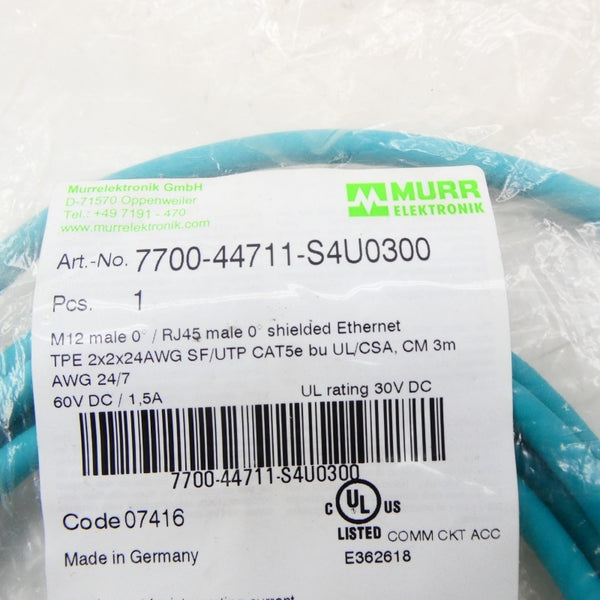 Murrelektronik GmbH
D-71570 Oppenweiler
Tel.: +49 7191 - 470
www.murrelektronik.com
MURR
ELEKTRONIK
Art.-No. 7700-44711-S4U0300
Pcs. 1
M12 male 0° / RJ45 male 0° shielded Ethernet
TPE 2x2x24AWG SF/UTP CAT5e bu UL/CSA, CM 3m
AWG 24/7
60V DC / 1,5A UL rating 30V DC
7700-44711-S4U0300
Code 07416
C UL US
LISTED COMM CKT ACC
Made in Germany E362618